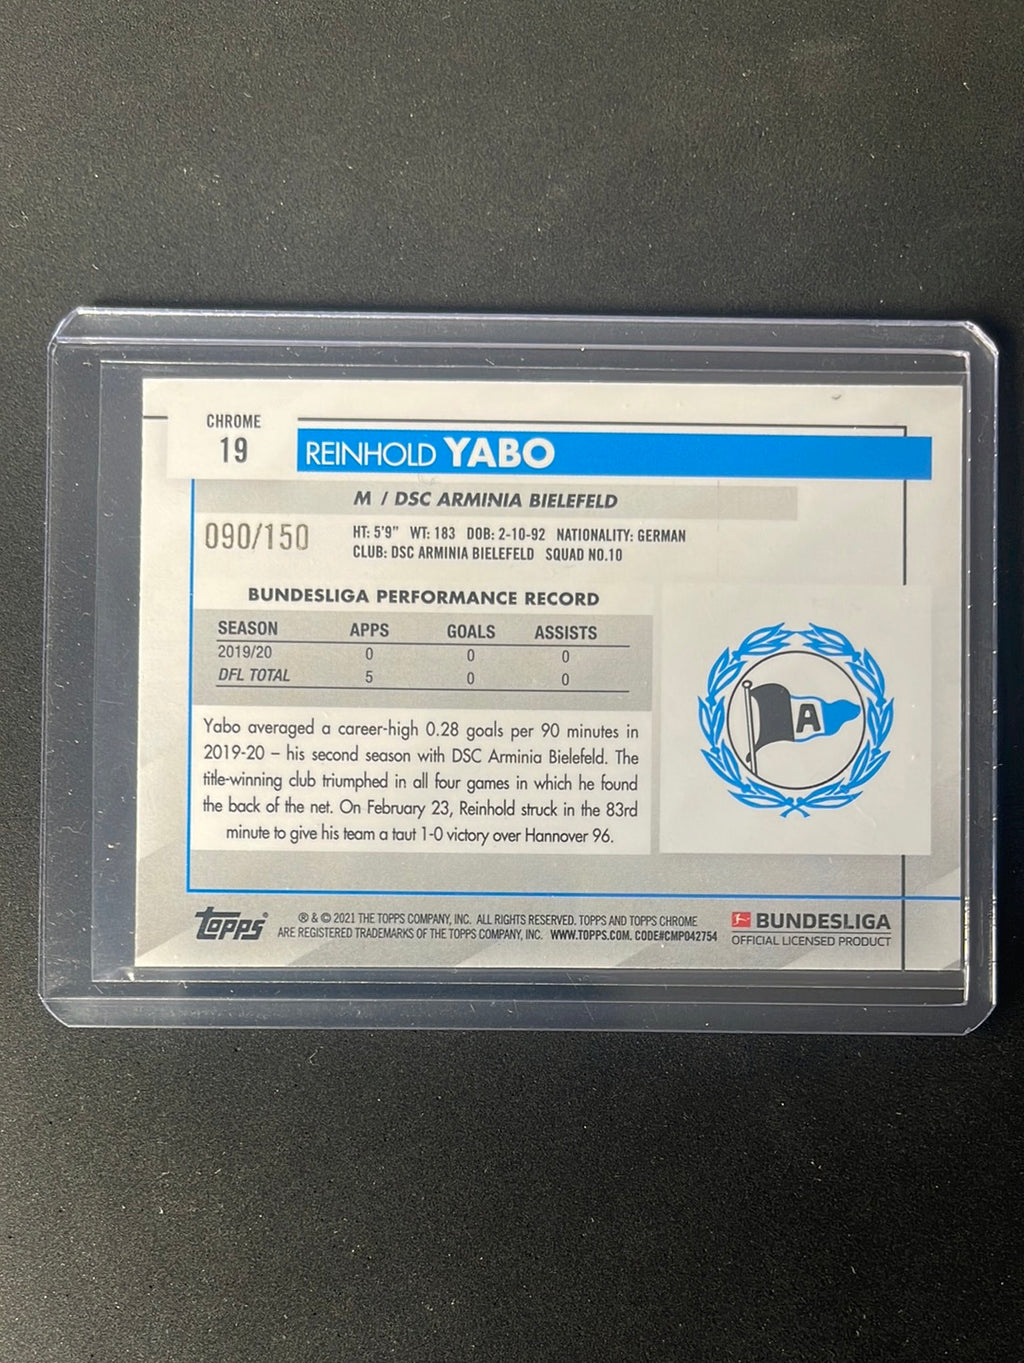 CHROME
19
REINHOLD YABO
M / DSC ARMINIA BIELEFELD
090/150
HT: 5'9" WT: 183 DOB: 2-10-92 NATIONALITY: GERMAN
CLUB: DSC ARMINIA BIELEFELD SQUAD NO.10
BUNDESLIGA PERFORMANCE RECORD
SEASON APPS GOALS ASSISTS
2019/20 0 0 0
DFL TOTAL 5 0 0
Yabo averaged a career-high 0.28 goals per 90 minutes in
2019-20 – his second season with DSC Arminia Bielefeld. The
title-winning club triumphed in all four games in which he found
the back of the net. On February 23, Reinhold struck in the 83rd
minute to give his team a taut 1-0 victory over Hannover 96.
A
Topps®
® & © 2021 THE TOPPS COMPANY, INC. ALL RIGHTS RESERVED. TOPPS AND TOPPS CHROME
ARE REGISTERED TRADEMARKS OF THE TOPPS COMPANY, INC. WWW.TOPPS.COM. CODE#CMP042754
BUNDESLIGA
OFFICIAL LICENSED PRODUCT